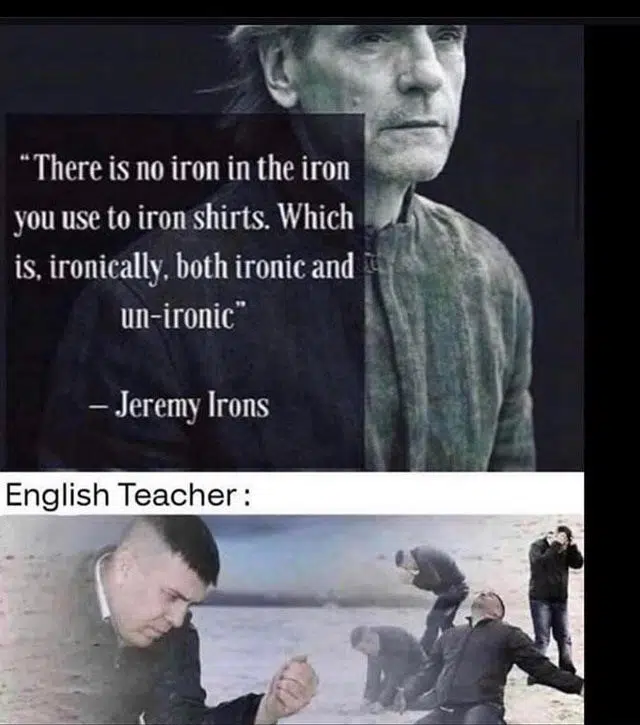 “There is no iron in the iron
you use to iron shirts. Which
is, ironically, both ironic and
un-ironic”
– Jeremy Irons
English Teacher :